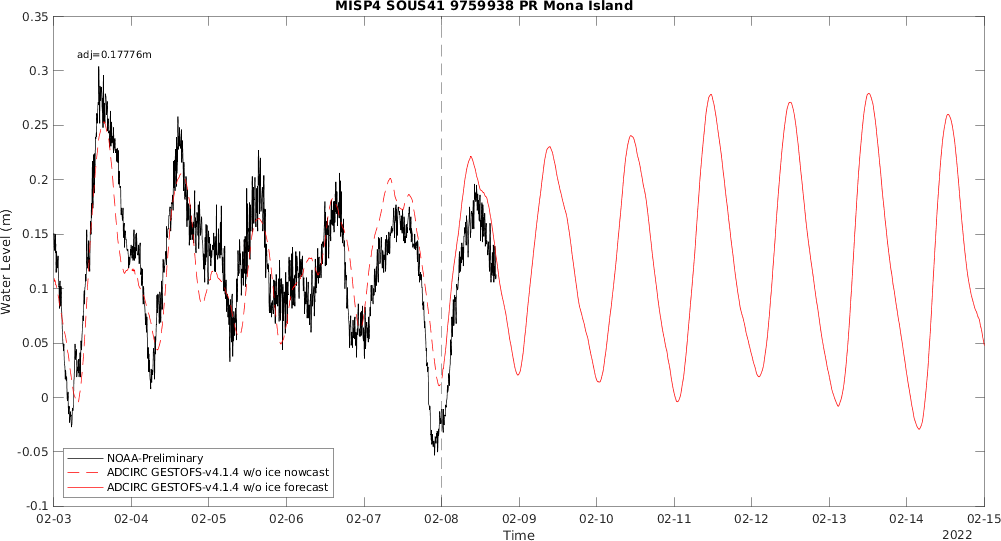 MISP4 SOUS41 9759938 PR Mona Island
adj=0.17776m
0.35
0.3
0.25
0.2
0.15
0.1
0.05
0
-0.05
-0.1
Water Level (m)
NOAA-Preliminary
ADCIRC GESTOFS-v4.1.4 w/o ice nowcast
ADCIRC GESTOFS-v4.1.4 w/o ice forecast
02-03 02-04 02-05 02-06 02-07 02-08 02-09 02-10 02-11 02-12 02-13 02-14 02-15
Time
2022